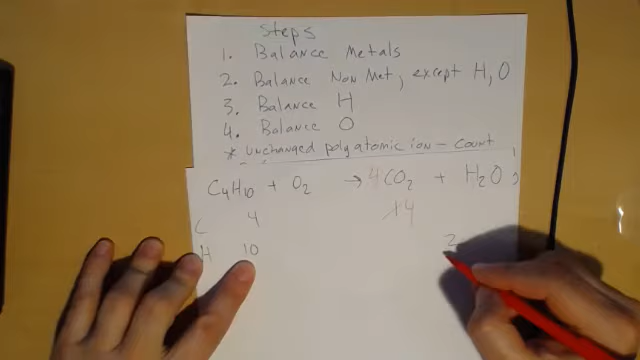 Steps
1. Balance Metals
2. Balance Non Met, except H, O
3. Balance H
4. Balance O
* unchanged polyatomic ion - count
C4H10 + O2 → 4CO2 + H2O
C 4 1 4
H 10 2